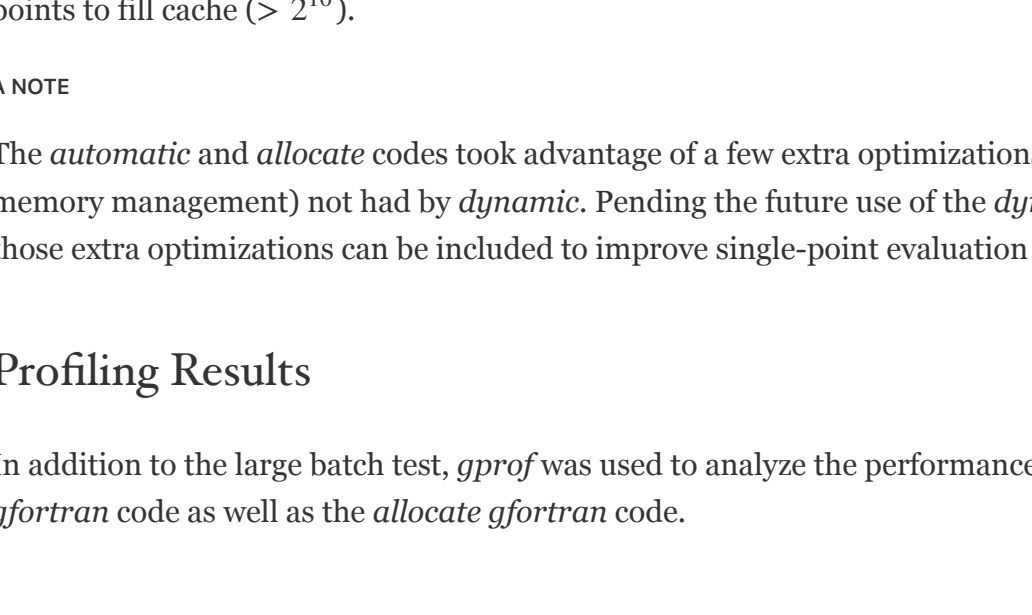 points to fill cache (> 2^10).
A NOTE
The automatic and allocate codes took advantage of a few extra optimizations
memory management) not had by dynamic. Pending the future use of the
those extra optimizations can be included to improve single-point evaluation
Profiling Results
In addition to the large batch test, gprof was used to analyze the performance
gfortran code as well as the allocate gfortran code.